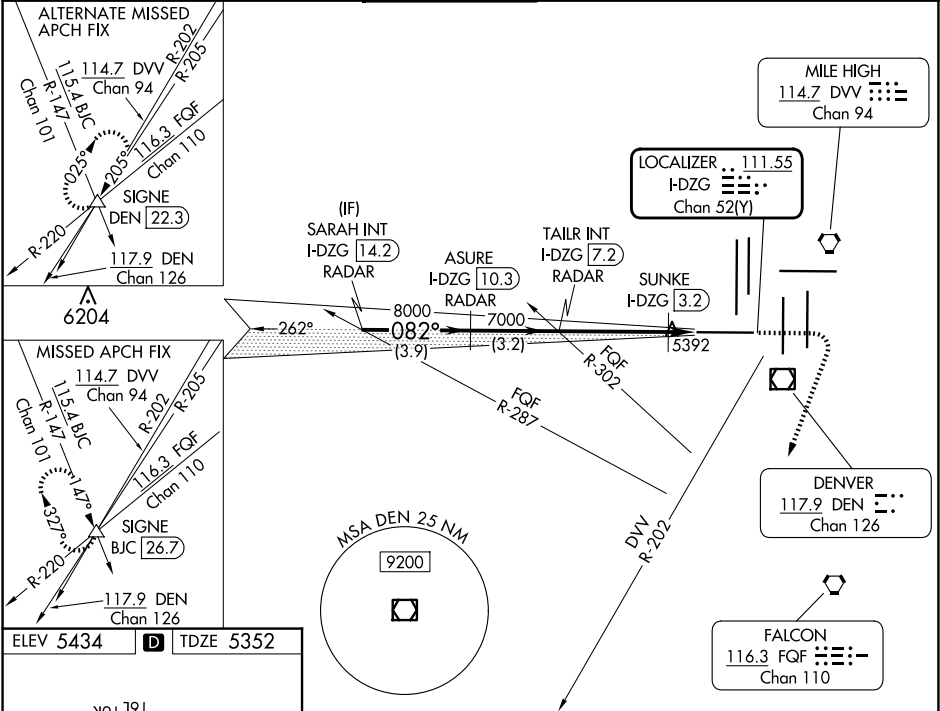 ALTERNATE MISSED
APCH FIX
R-202
R-205
114.7 DVV
Chan 94
115.4 BJC
R-147
Chan 101
116.3 FQF
Chan 110
025°
205°
SIGNE
DEN 22.3
R-220
117.9 DEN
Chan 126
6204
MISSED APCH FIX
114.7 DVV
Chan 94
R-202
R-205
115.4 BJC
R-147
Chan 101
116.3 FQF
Chan 110
147°
327°
SIGNE
BJC 26.7
R-220
117.9 DEN
Chan 126
ELEV 5434
D
TDZE 5352
MILE HIGH
114.7 DVV
Chan 94
LOCALIZER 111.55
I-DZG
Chan 52(Y)
(IF)
SARAH INT
I-DZG 14.2
RADAR
ASURE
I-DZG 10.3
RADAR
TAILR INT
I-DZG 7.2
RADAR
SUNKE
I-DZG 3.2
262°
8000
082°
(3.9)
7000
(3.2)
5392
FQF
R-302
FQF
R-287
DVV
R-202
MSA DEN 25 NM
9200
DENVER
117.9 DEN
Chan 126
FALCON
116.3 FQF
Chan 110